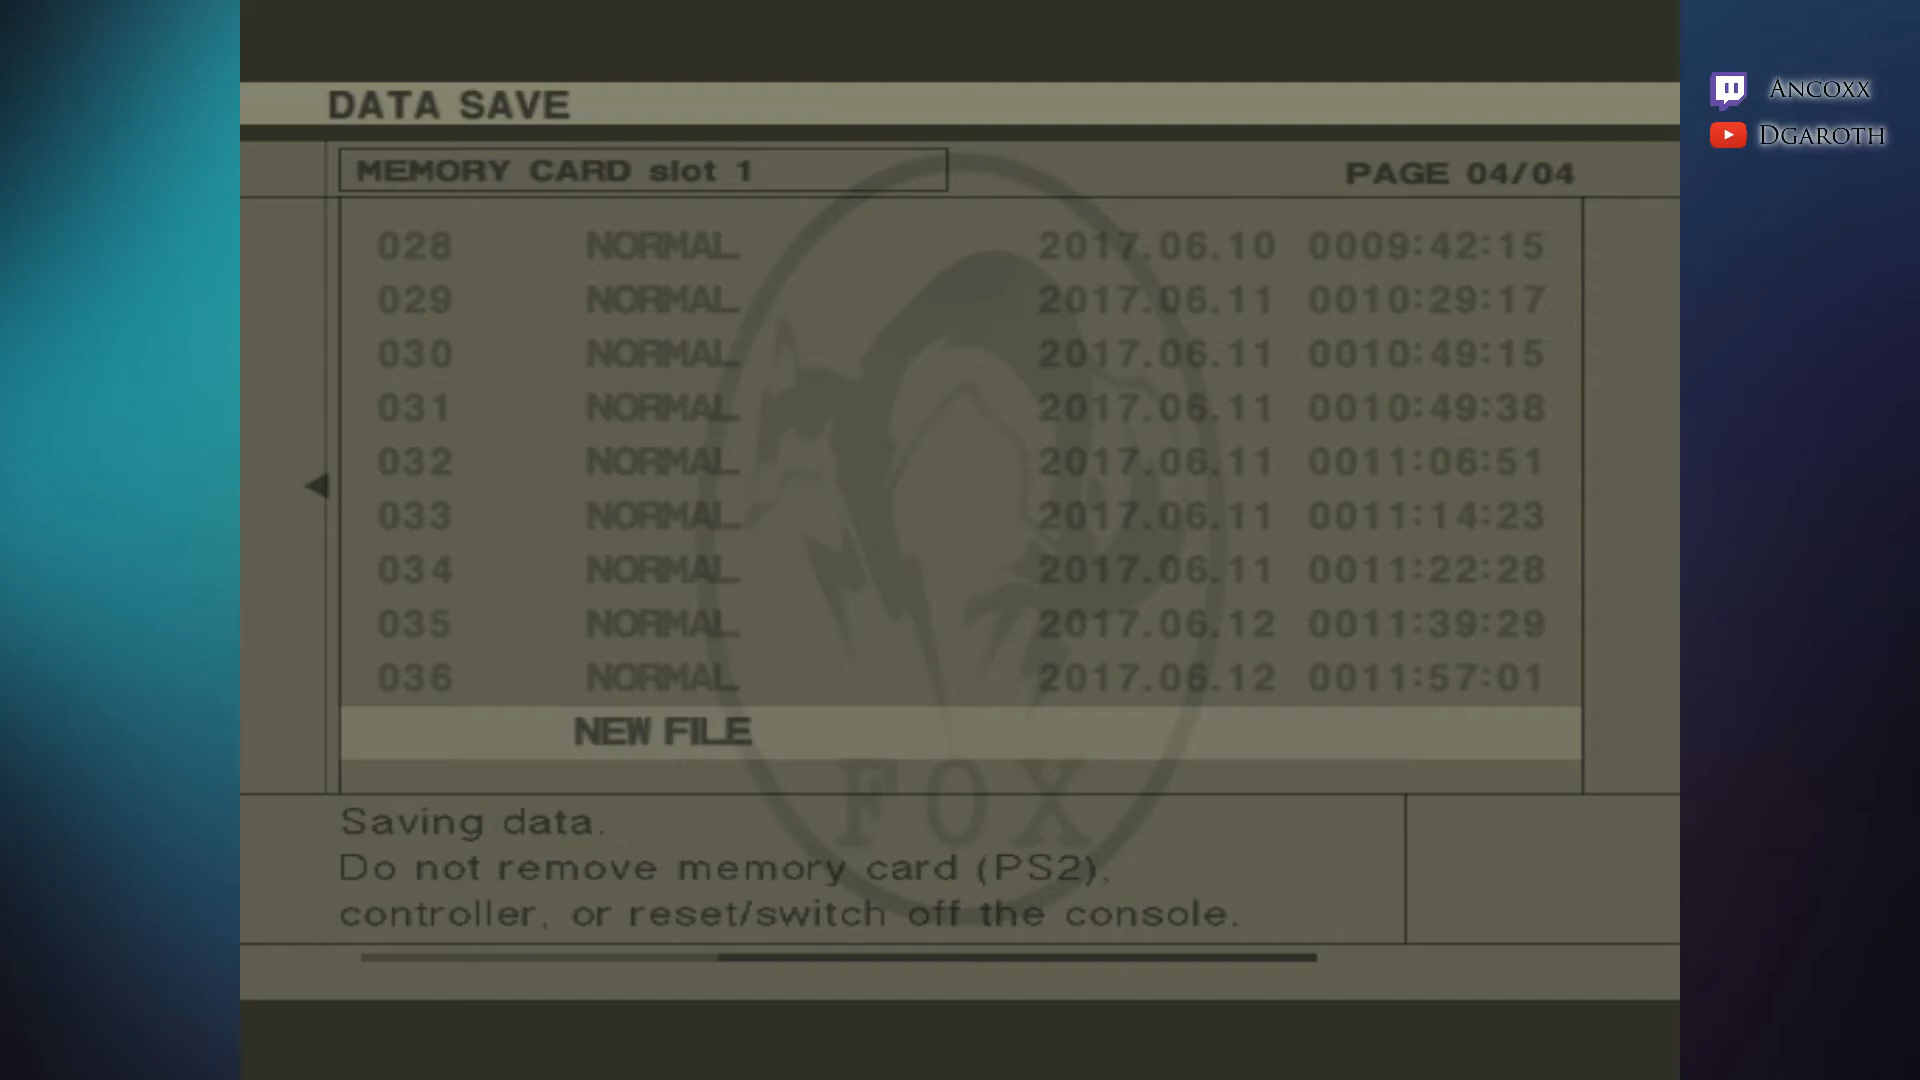 DATA SAVE
MEMORY CARD slot 1 PAGE 04/04
028 NORMAL 2017.06.10 0009:42:15
029 NORMAL 2017.06.11 0010:29:17
030 NORMAL 2017.06.11 0010:49:15
031 NORMAL 2017.06.11 0010:49:38
032 NORMAL 2017.06.11 0011:06:51
033 NORMAL 2017.06.11 0011:14:23
034 NORMAL 2017.06.11 0011:22:28
035 NORMAL 2017.06.12 0011:39:29
036 NORMAL 2017.06.12 0011:57:01
NEW FILE
FOX
Saving data.
Do not remove memory card (PS2),
controller, or reset/switch off the console.
Ancoxx
Dgaroth